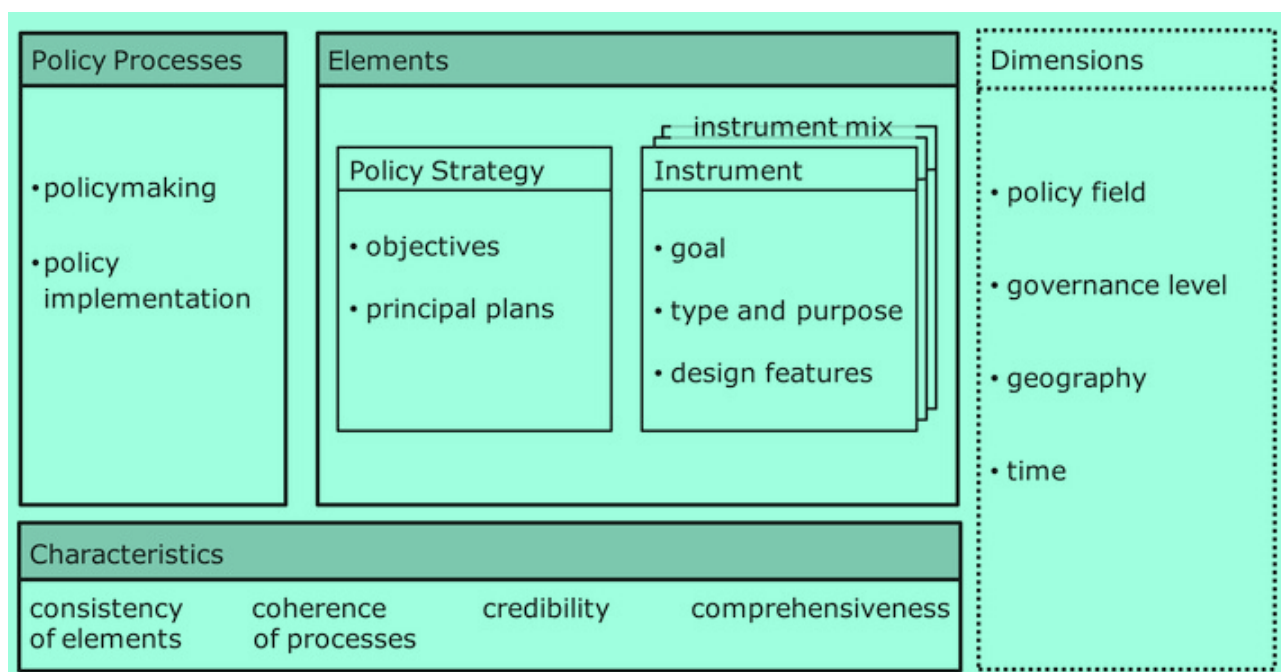 Policy Processes
• policymaking
• policy
implementation
Elements
Policy Strategy
• objectives
• principal plans
instrument mix
Instrument
• goal
• type and purpose
• design features
Dimensions
• policy field
• governance level
• geography
• time
Characteristics
consistency
of elements
coherence
of processes
credibility
comprehensiveness